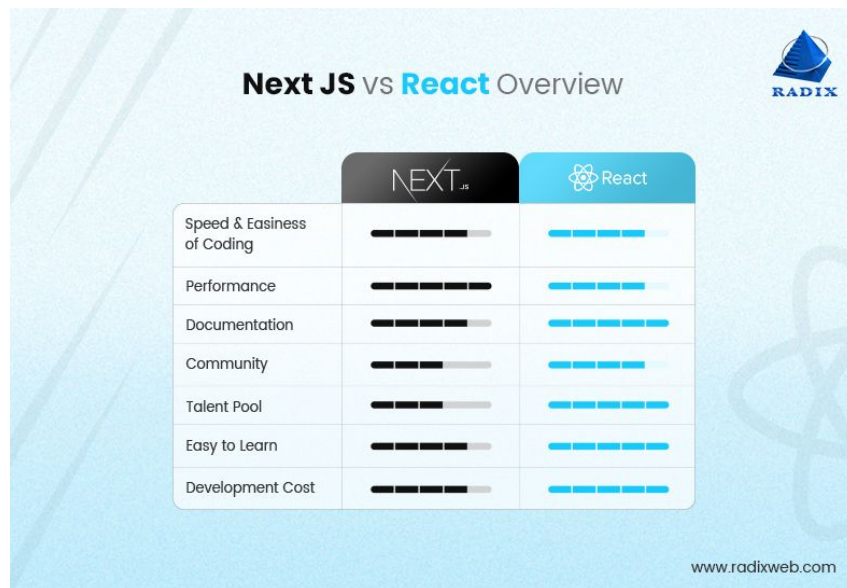 Next JS vs React Overview
RADIX
NEXT.JS
React
Speed & Easiness
of Coding
Performance
Documentation
Community
Talent Pool
Easy to Learn
Development Cost
www.radixweb.com